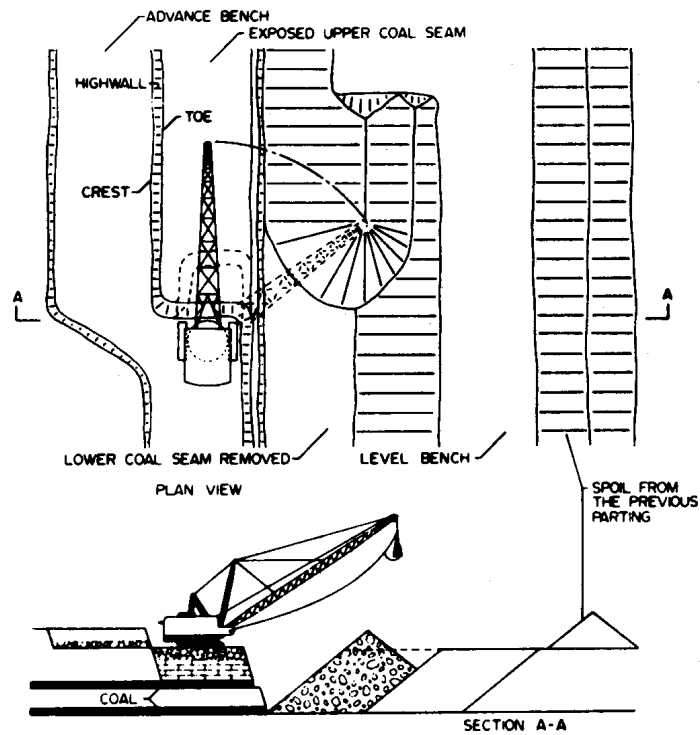 ADVANCE BENCH
EXPOSED UPPER COAL SEAM
HIGHWALL
TOE
CREST
A
A
LOWER COAL SEAM REMOVED
LEVEL BENCH
PLAN VIEW
SPOIL FROM
THE PREVIOUS
PARTING
COAL
SECTION A-A